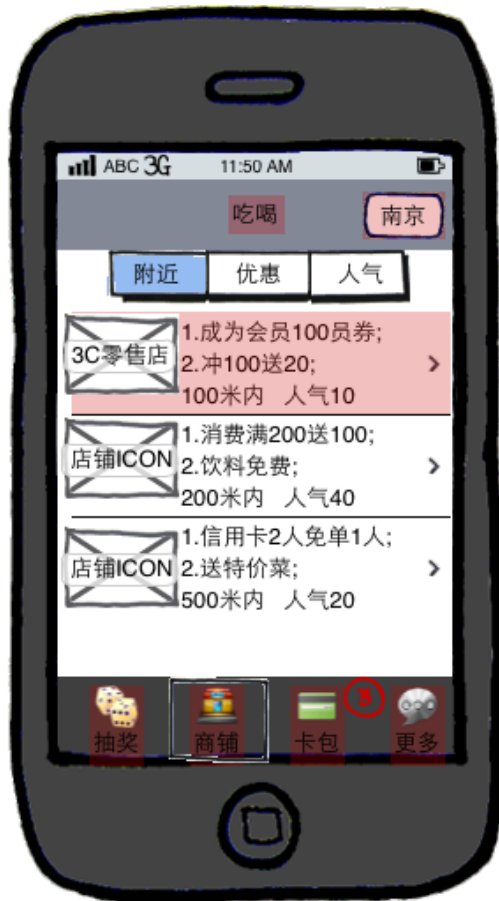 ABC 3G 11:50 AM
吃喝
南京
附近 优惠 人气
3C零售店
1.成为会员100员券;
2.冲100送20;
100米内 人气10
店铺ICON
1.消费满200送100;
2.饮料免费;
200米内 人气40
店铺ICON
1.信用卡2人免单1人;
2.送特价菜;
500米内 人气20
3
抽奖 商铺 卡包 更多